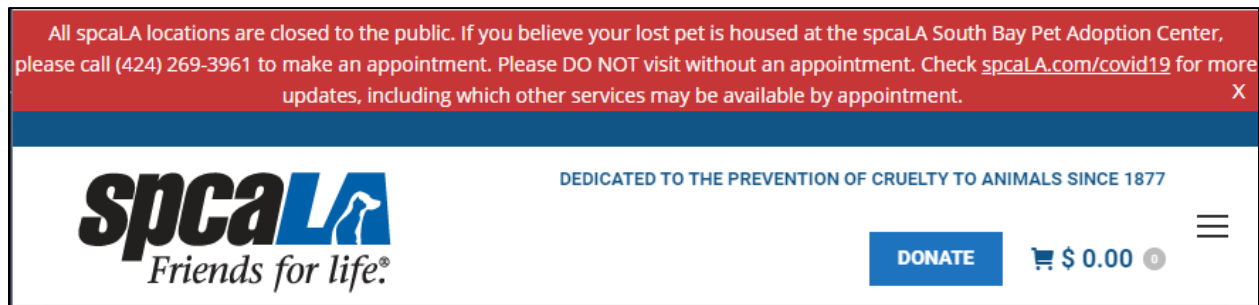 All spcaLA locations are closed to the public. If you believe your lost pet is housed at the spcaLA South Bay Pet Adoption Center,
please call (424) 269-3961 to make an appointment. Please DO NOT visit without an appointment. Check spcaLA.com/covid19 for more
updates, including which other services may be available by appointment.
X
spcaLA
Friends for life.®
DEDICATED TO THE PREVENTION OF CRUELTY TO ANIMALS SINCE 1877
DONATE
$ 0.00 0